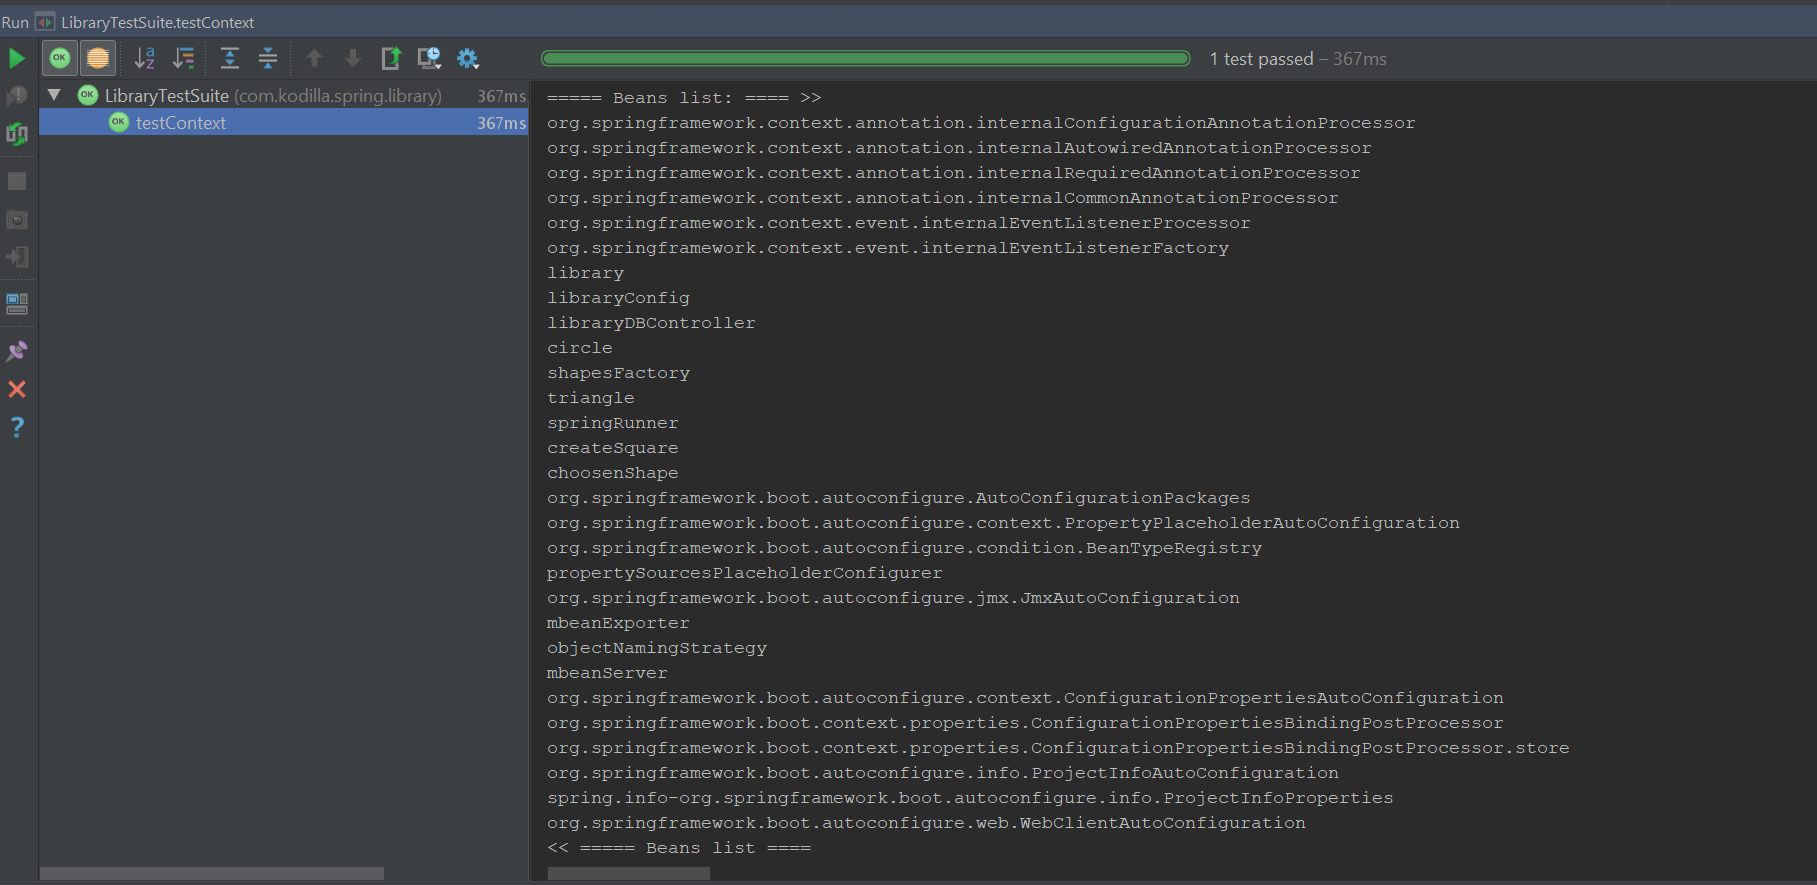 Run LibraryTestSuite.testContext
OK
1 test passed – 367ms
OK LibraryTestSuite (com.kodilla.spring.library) 367ms
OK testContext 367ms
===== Beans list: ==== >>
org.springframework.context.annotation.internalConfigurationAnnotationProcessor
org.springframework.context.annotation.internalAutowiredAnnotationProcessor
org.springframework.context.annotation.internalRequiredAnnotationProcessor
org.springframework.context.annotation.internalCommonAnnotationProcessor
org.springframework.context.event.internalEventListenerProcessor
org.springframework.context.event.internalEventListenerFactory
library
libraryConfig
libraryDBController
circle
shapesFactory
triangle
springRunner
createSquare
choosenShape
org.springframework.boot.autoconfigure.AutoConfigurationPackages
org.springframework.boot.autoconfigure.context.PropertyPlaceholderAutoConfiguration
org.springframework.boot.autoconfigure.condition.BeanTypeRegistry
propertySourcesPlaceholderConfigurer
org.springframework.boot.autoconfigure.jmx.JmxAutoConfiguration
mbeanExporter
objectNamingStrategy
mbeanServer
org.springframework.boot.autoconfigure.context.ConfigurationPropertiesAutoConfiguration
org.springframework.boot.context.properties.ConfigurationPropertiesBindingPostProcessor
org.springframework.boot.context.properties.ConfigurationPropertiesBindingPostProcessor.store
org.springframework.boot.autoconfigure.info.ProjectInfoAutoConfiguration
spring.info-org.springframework.boot.autoconfigure.info.ProjectInfoProperties
org.springframework.boot.autoconfigure.web.WebClientAutoConfiguration
<< ===== Beans list ====